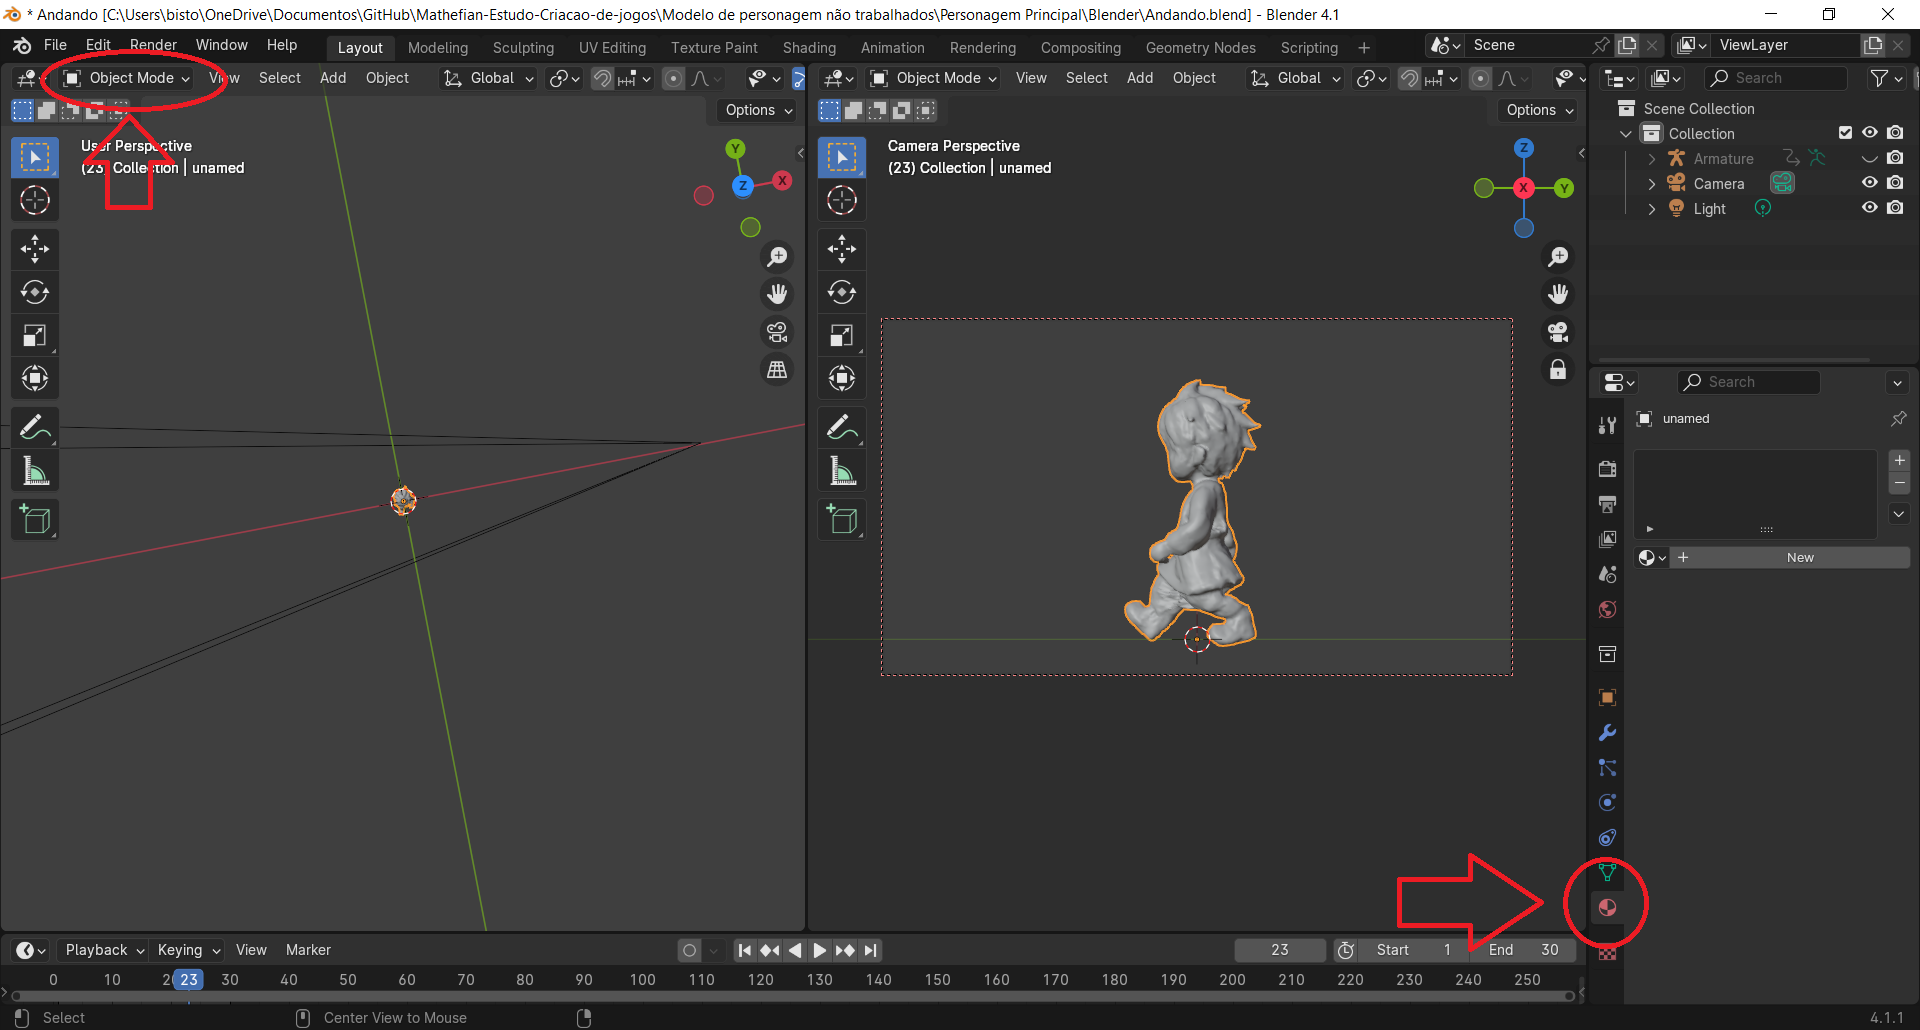 * Andando [C:\Users\bisto\OneDrive\Documentos\GitHub\Mathefian-Estudo-Criacao-de-jogos\Modelo de personagem não trabalhados\Personagem Principal\Blender\Andando.blend] - Blender 4.1
File Edit Render Window Help Layout Modeling Sculpting UV Editing Texture Paint Shading Animation Rendering Compositing Geometry Nodes Scripting + Scene ViewLayer
Object Mode View Select Add Object Global
Options
User Perspective
(23) Collection | unamed
Y
X
Z
Object Mode View Select Add Object Global
Options
Camera Perspective
(23) Collection | unamed
Z
X
Y
Search
Scene Collection
Collection
Armature
Camera
Light
Search
unamed
+
−
+ New
Playback Keying View Marker 23 Start 1 End 30
0 10 20 23 30 40 50 60 70 80 90 100 110 120 130 140 150 160 170 180 190 200 210 220 230 240 250
Select Center View to Mouse 4.1.1